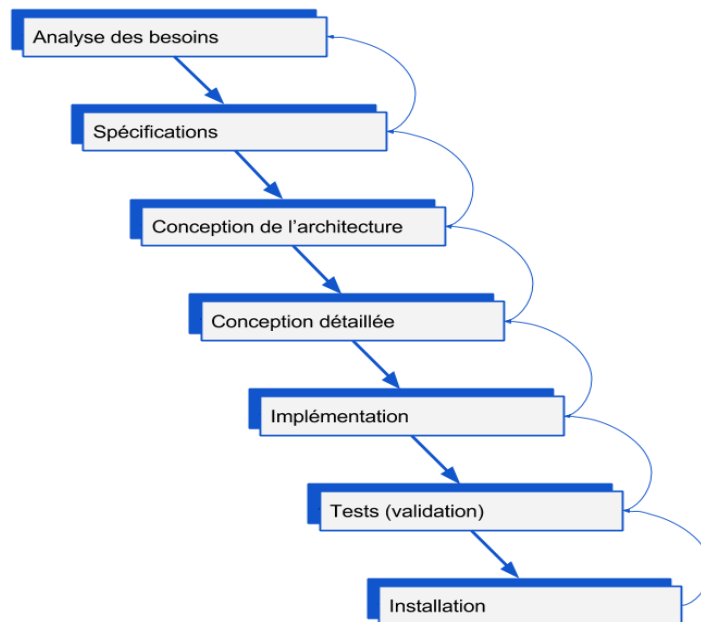 Analyse des besoins
Spécifications
Conception de l'architecture
Conception détaillée
Implémentation
Tests (validation)
Installation